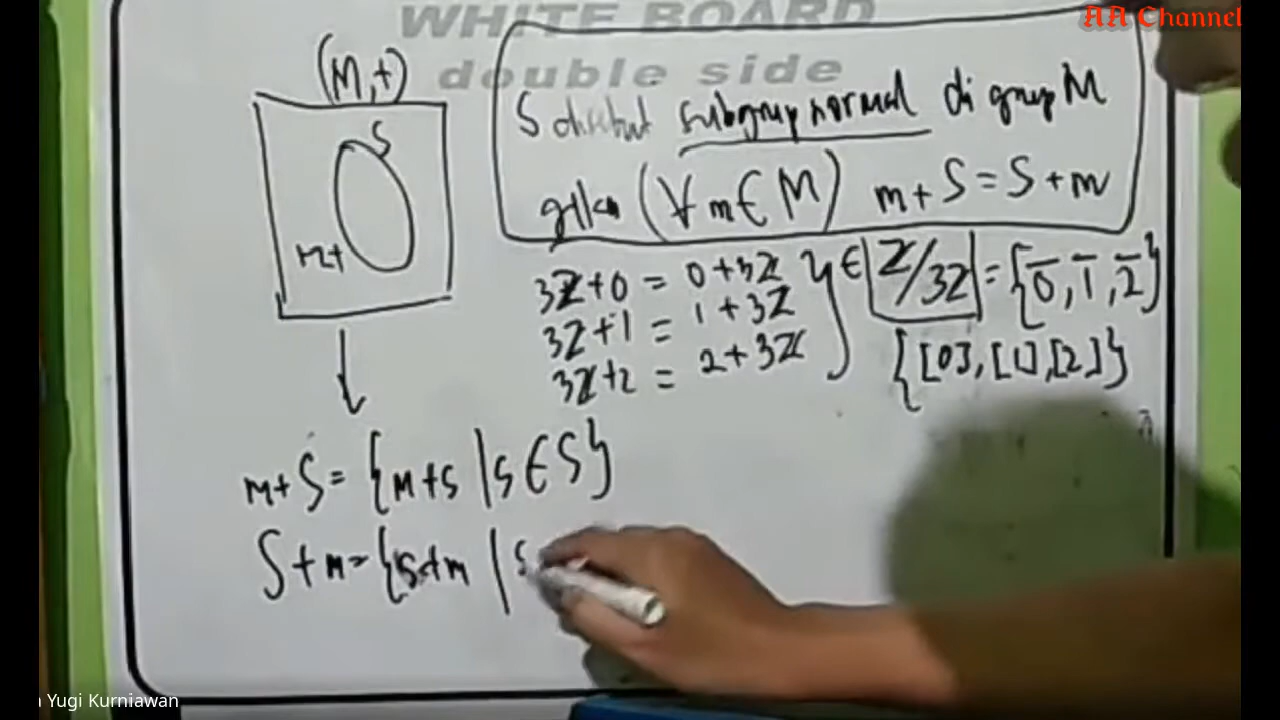 WHITE BOARD
double side
AA Channel
(M,+)
S
m+
S disebut subgrup normal di grup M
jika (∀ m ∈ M) m + S = S + m
3Z+0 = 0+3Z } ∈ Z/3Z = {0̅, 1̅, 2̅}
3Z+1 = 1+3Z
3Z+2 = 2+3Z {[0],[1],[2]}
m+S = {m+s | s ∈ S}
S+m = {s+m | s
Yugi Kurniawan